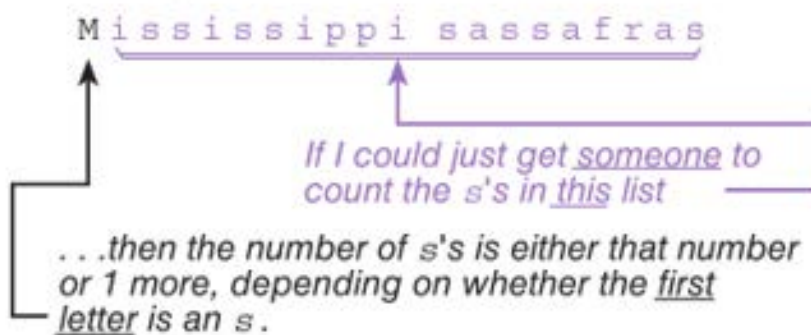 Mississippi sassafras
If I could just get someone to
count the s's in this list
. . .then the number of s's is either that number
or 1 more, depending on whether the first
letter is an s.